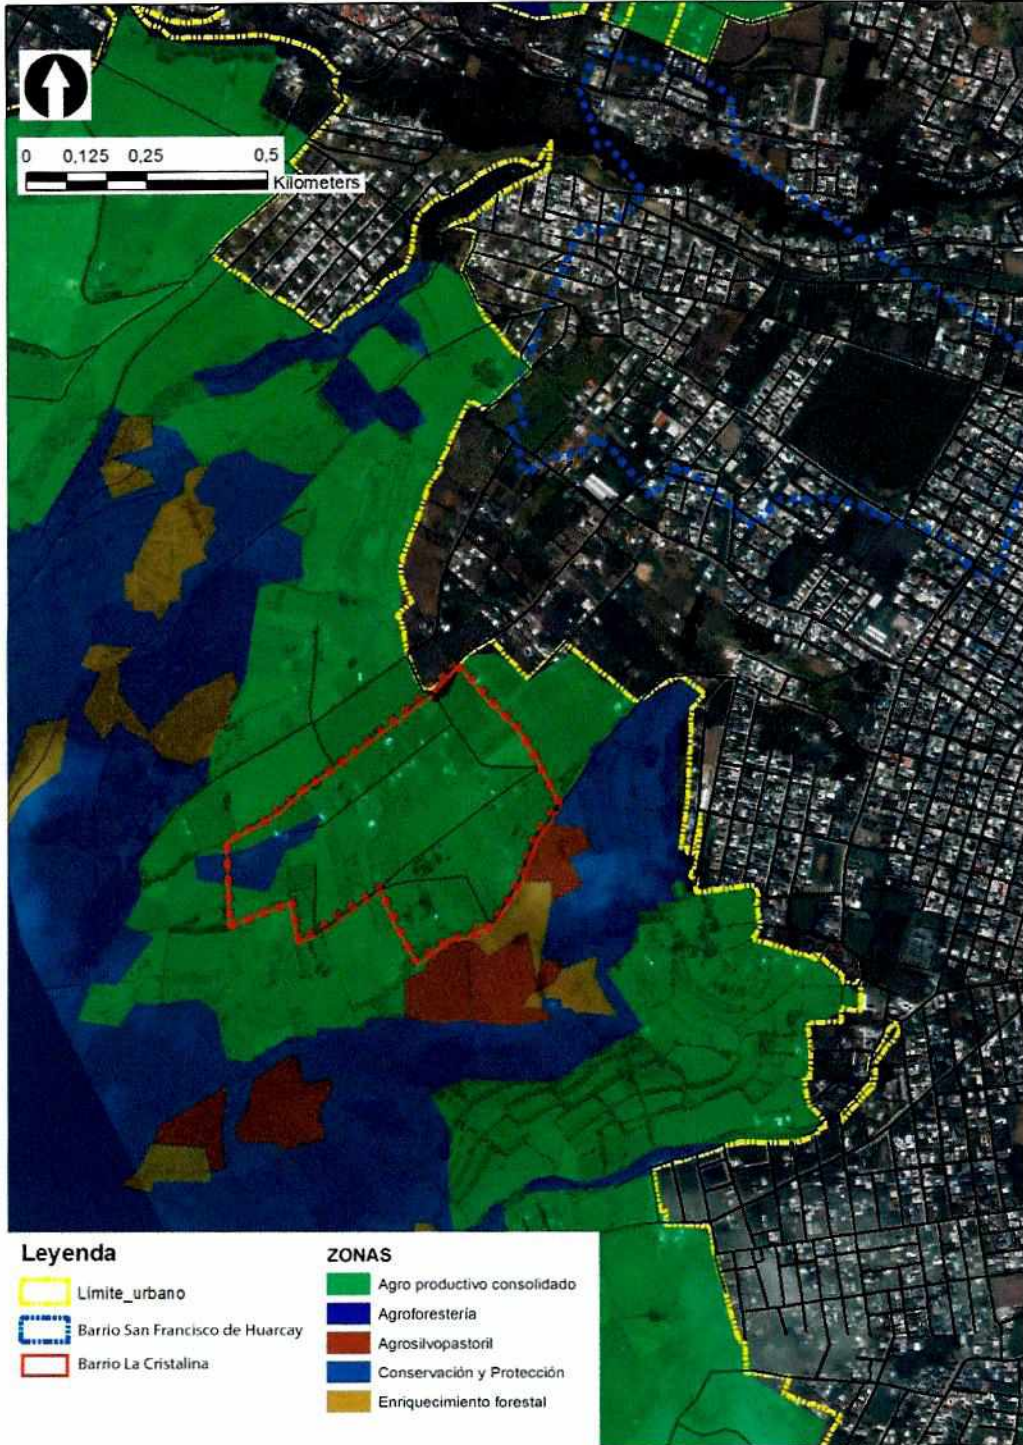 0 0,125 0,25 0,5
Kilometers
Leyenda
Límite_urbano
Barrio San Francisco de Huarcay
Barrio La Cristalina
ZONAS
Agro productivo consolidado
Agroforestería
Agrosilvopastoril
Conservación y Protección
Enriquecimiento forestal